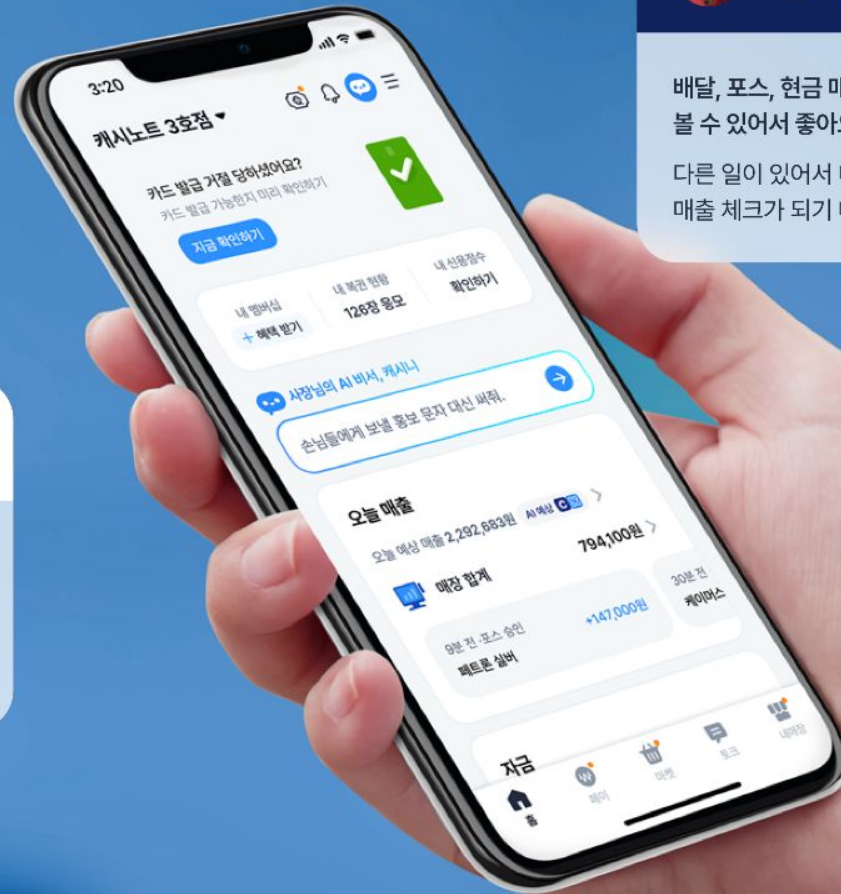 3:20
캐시노트 3호점
카드 발급 거절 당하셨어요?
카드 발급 가능한지 미리 확인하기
지금 확인하기
내 멤버십
+ 혜택 받기
내 복권 현황
126장 응모
내 신용점수
확인하기
사장님의 AI 비서, 캐시니
손님들에게 보낼 홍보 문자 대신 써줘.
오늘 매출
오늘 예상 매출 2,292,683원 AI 예상
매장 합계
794,100원
9분 전 · 포스 승인
페트론 실버
+147,000원
30분 전
케이머스
자금
홈
페이
마켓
토크
내매장
배달, 포스, 현금 매
볼 수 있어서 좋아
다른 일이 있어서
매출 체크가 되기